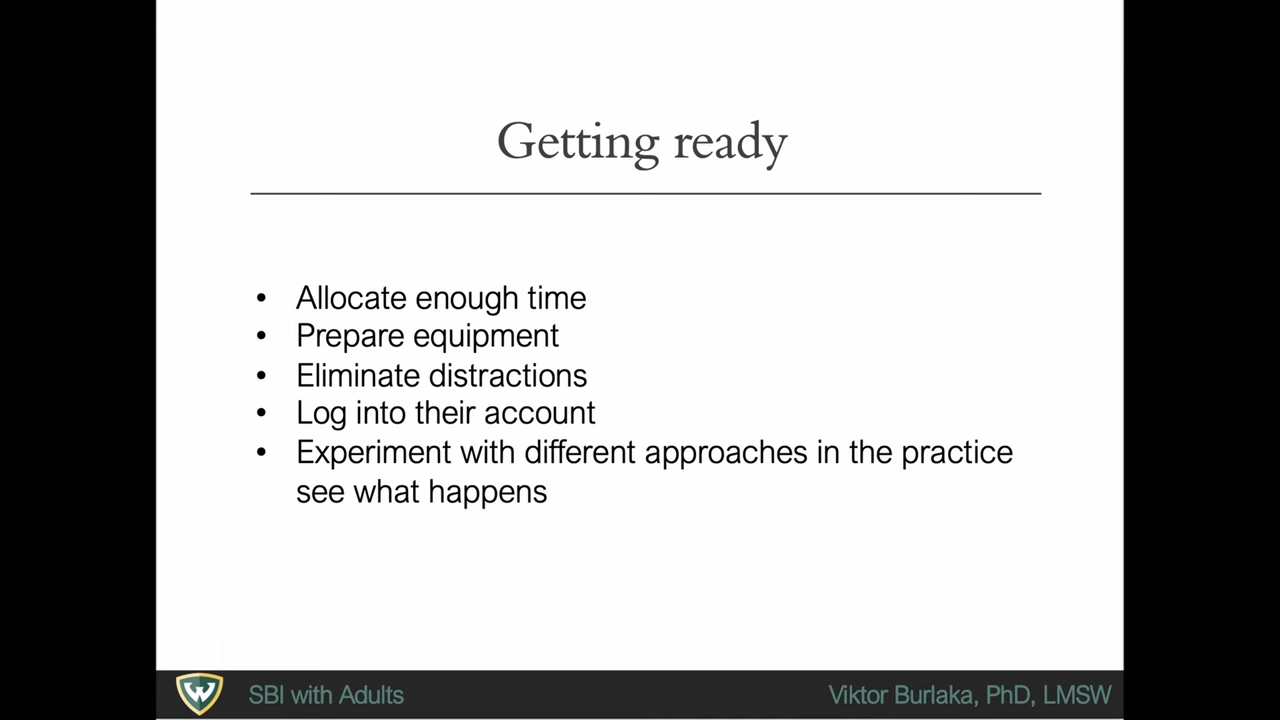 Getting ready
• Allocate enough time
• Prepare equipment
• Eliminate distractions
• Log into their account
• Experiment with different approaches in the practice
see what happens
W SBI with Adults
Viktor Burlaka, PhD, LMSW